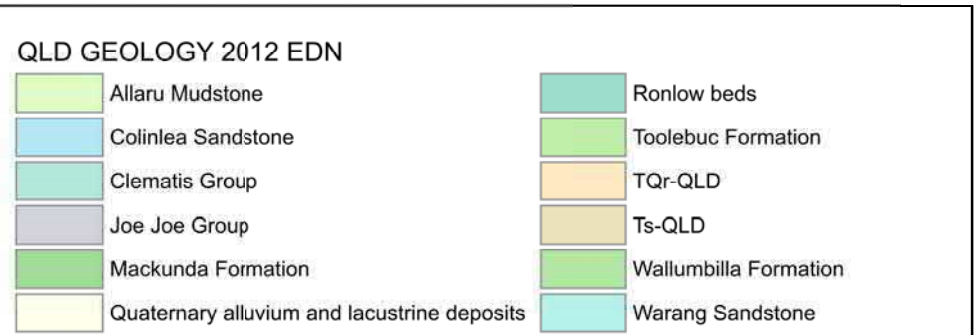 QLD GEOLOGY 2012 EDN
Allaru Mudstone
Colinlea Sandstone
Clematis Group
Joe Joe Group
Mackunda Formation
Quaternary alluvium and lacustrine deposits
Ronlow beds
Toolebuc Formation
TQr-QLD
Ts-QLD
Wallumbilla Formation
Warang Sandstone